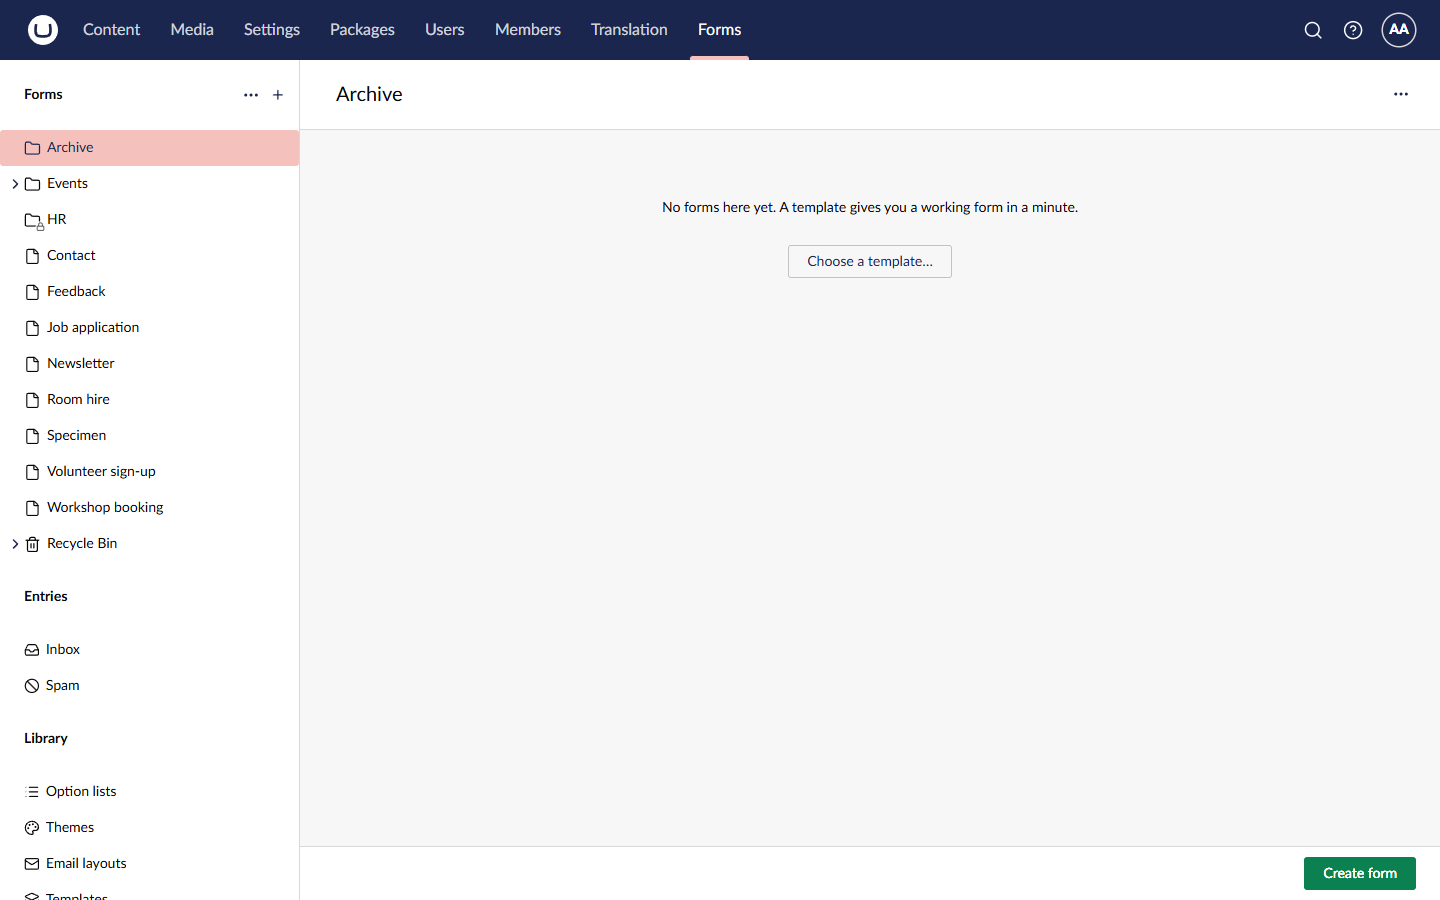 Content Media Settings Packages Users Members Translation Forms AA
Forms
Archive
Events
HR
Contact
Feedback
Job application
Newsletter
Room hire
Specimen
Volunteer sign-up
Workshop booking
Recycle Bin
Entries
Inbox
Spam
Library
Option lists
Themes
Email layouts
Templates
Archive
No forms here yet. A template gives you a working form in a minute.
Choose a template...
Create form